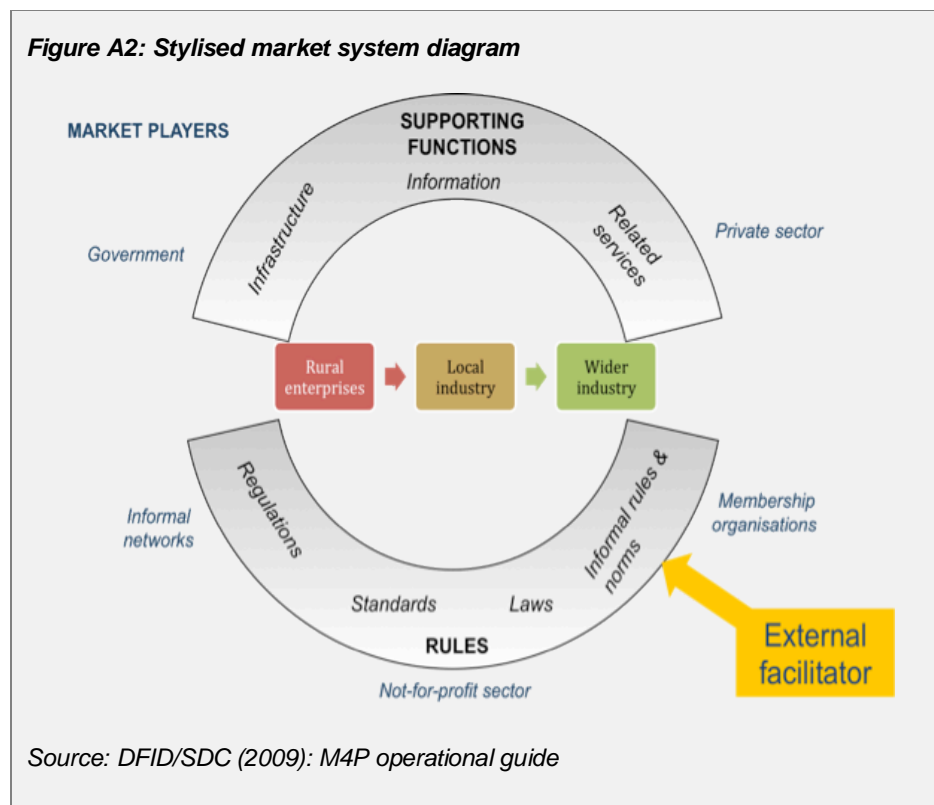 Figure A2: Stylised market system diagram
MARKET PLAYERS
SUPPORTING
FUNCTIONS
Information
Infrastructure
Related
services
Government
Private sector
Rural
enterprises
Local
industry
Wider
industry
Regulations
Informal rules &
norms
Informal
networks
Membership
organisations
Standards
Laws
RULES
Not-for-profit sector
External
facilitator
Source: DFID/SDC (2009): M4P operational guide